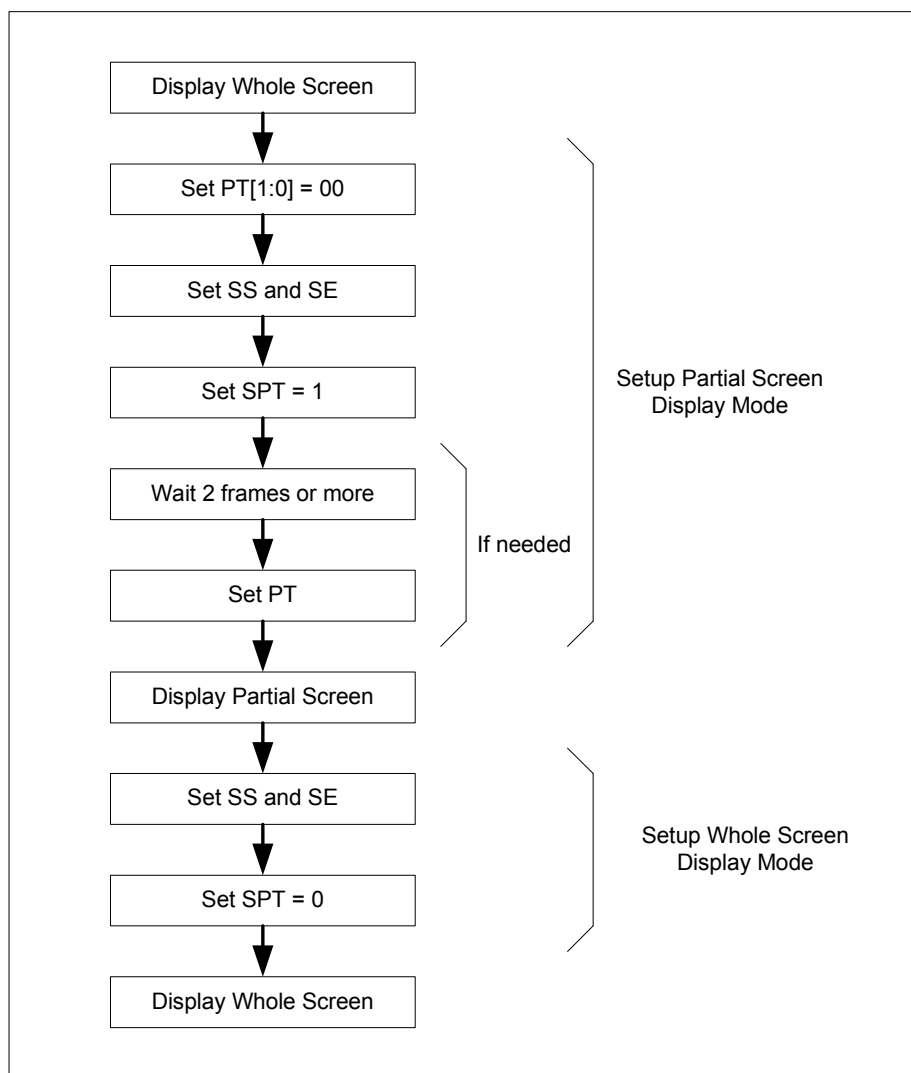 Display Whole Screen
Set PT[1:0] = 00
Set SS and SE
Set SPT = 1
Wait 2 frames or more
Set PT
If needed
Setup Partial Screen
Display Mode
Display Partial Screen
Set SS and SE
Set SPT = 0
Setup Whole Screen
Display Mode
Display Whole Screen